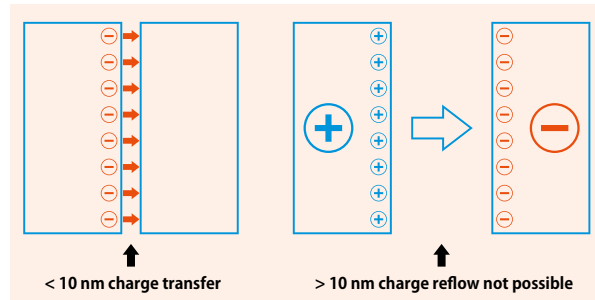 < 10 nm charge transfer
> 10 nm charge reflow not possible